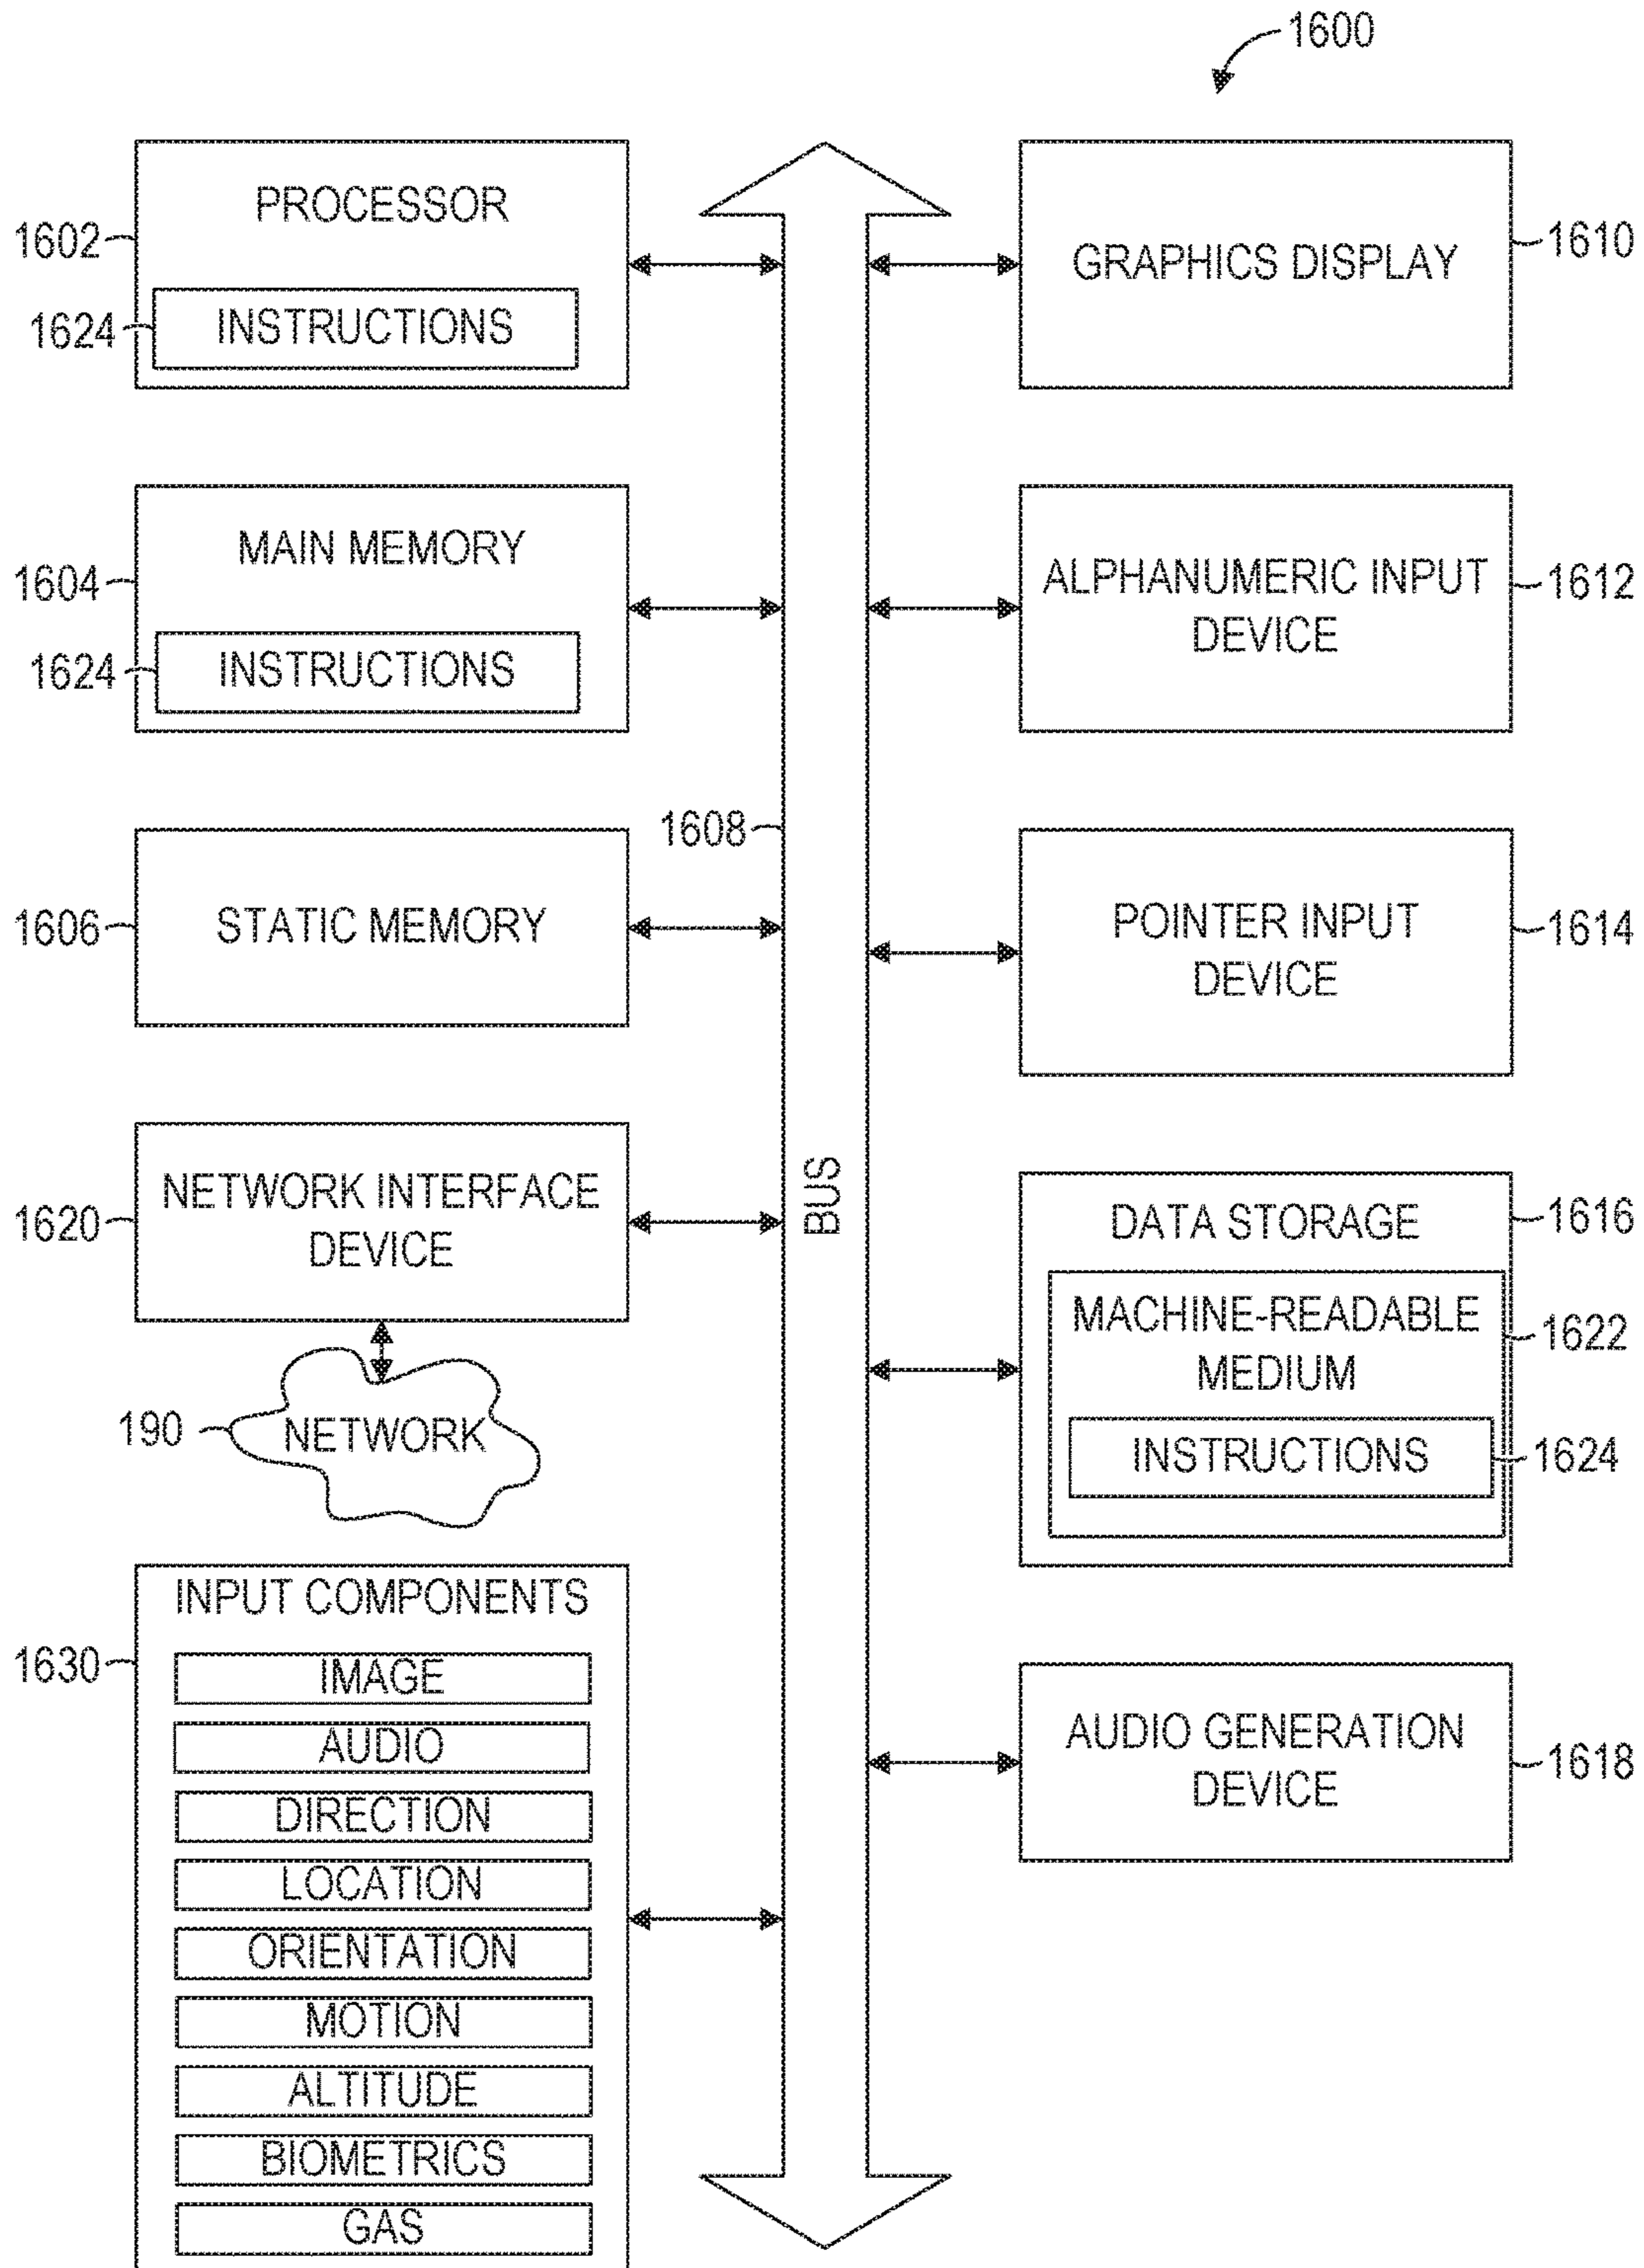 1600
PROCESSOR
1602
INSTRUCTIONS
1624
MAIN MEMORY
1604
INSTRUCTIONS
1624
STATIC MEMORY
1606
NETWORK INTERFACE
DEVICE
1620
NETWORK
190
INPUT COMPONENTS
1630
IMAGE
AUDIO
DIRECTION
LOCATION
ORIENTATION
MOTION
ALTITUDE
BIOMETRICS
GAS
1608
BUS
GRAPHICS DISPLAY
1610
ALPHANUMERIC INPUT
DEVICE
1612
POINTER INPUT
DEVICE
1614
DATA STORAGE
1616
MACHINE-READABLE
MEDIUM
1622
INSTRUCTIONS
1624
AUDIO GENERATION
DEVICE
1618